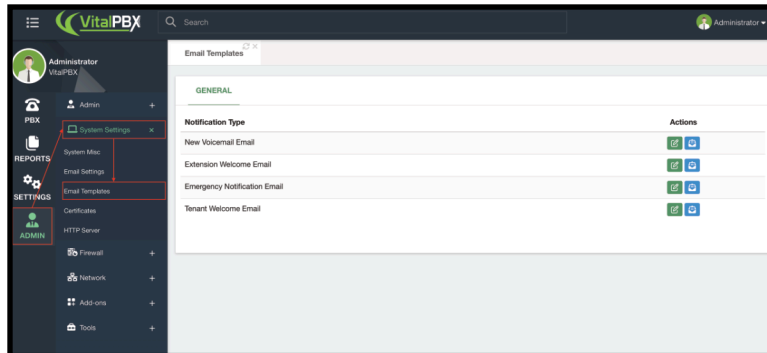 VitalPBX
Search
Administrator
Administrator
VitalPBX
Email Templates
PBX
REPORTS
SETTINGS
ADMIN
Admin
System Settings
System Misc
Email Settings
Email Templates
Certificates
HTTP Server
Firewall
Network
Add-ons
Tools
GENERAL
Notification Type Actions
New Voicemail Email
Extension Welcome Email
Emergency Notification Email
Tenant Welcome Email